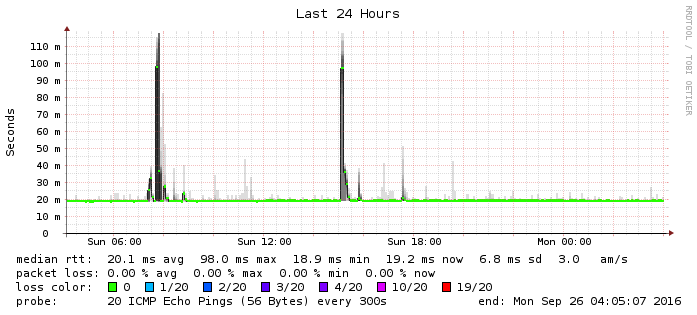 Last 24 Hours
RRDTOOL / TOBI OETIKER
Seconds
110 m
100 m
90 m
80 m
70 m
60 m
50 m
40 m
30 m
20 m
10 m
0
Sun 06:00 Sun 12:00 Sun 18:00 Mon 00:00
median rtt: 20.1 ms avg 98.0 ms max 18.9 ms min 19.2 ms now 6.8 ms sd 3.0 am/s
packet loss: 0.00 % avg 0.00 % max 0.00 % min 0.00 % now
loss color: 0 1/20 2/20 3/20 4/20 10/20 19/20
probe: 20 ICMP Echo Pings (56 Bytes) every 300s end: Mon Sep 26 04:05:07 2016